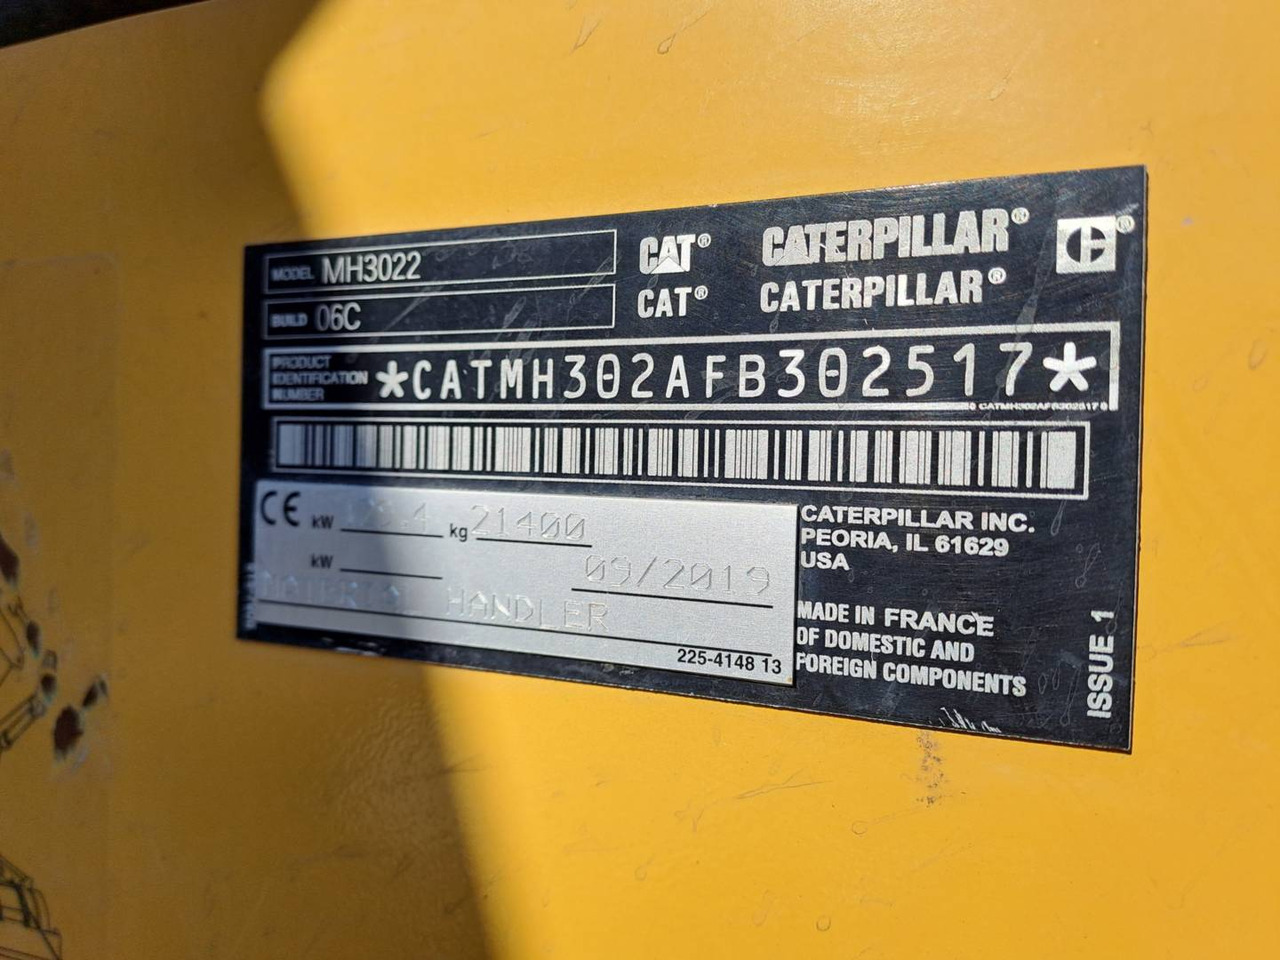 MODEL MH3022
BUILD 06C
CAT® CATERPILLAR®
CAT® CATERPILLAR®
PRODUCT
IDENTIFICATION
NUMBER
*CATMH302AFB302517*
CATMH302AFB302517
CE kW kg 21400
kW 09/2019
MATERIAL HANDLER
225-4148 13
CATERPILLAR INC.
PEORIA, IL 61629
USA
MADE IN FRANCE
OF DOMESTIC AND
FOREIGN COMPONENTS
ISSUE 1